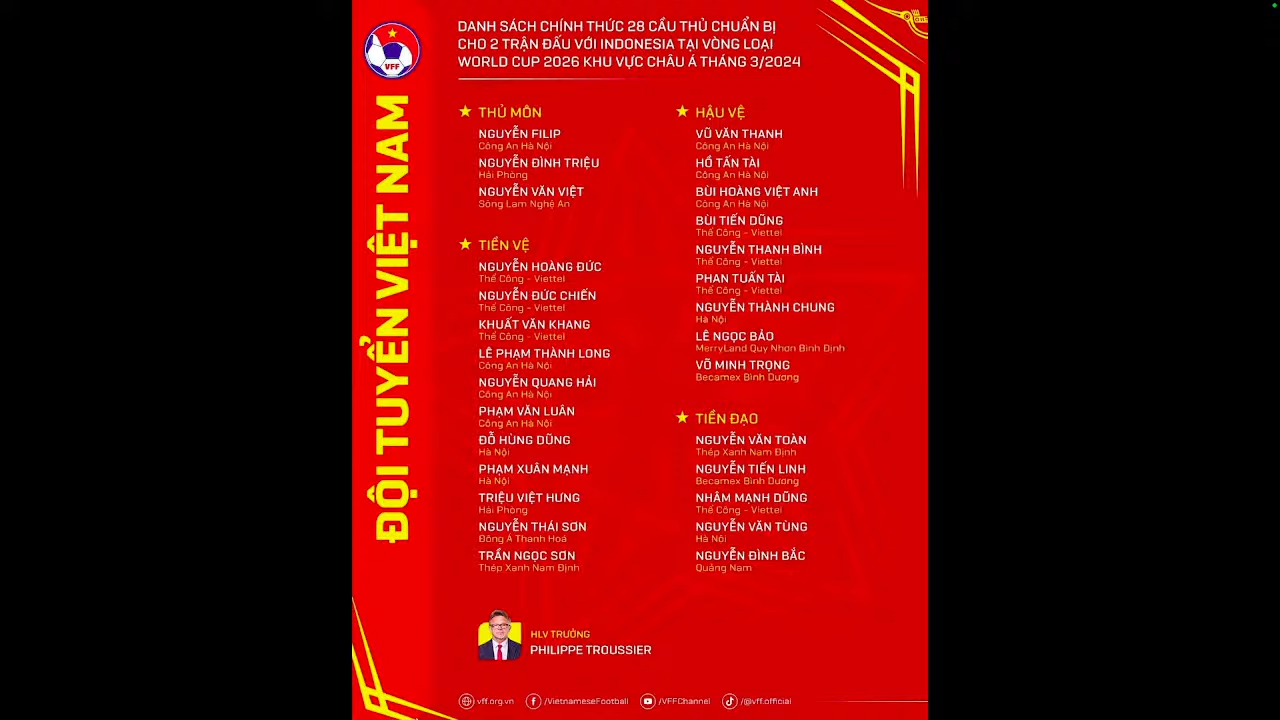 VFF
ĐỘI TUYỂN VIỆT NAM
DANH SÁCH CHÍNH THỨC 28 CẦU THỦ CHUẨN BỊ
CHO 2 TRẬN ĐẤU VỚI INDONESIA TẠI VÒNG LOẠI
WORLD CUP 2026 KHU VỰC CHÂU Á THÁNG 3/2024
THỦ MÔN
NGUYỄN FILIP
Công An Hà Nội
NGUYỄN ĐÌNH TRIỆU
Hải Phòng
NGUYỄN VĂN VIỆT
Sông Lam Nghệ An
TIỀN VỆ
NGUYỄN HOÀNG ĐỨC
Thể Công - Viettel
NGUYỄN ĐỨC CHIẾN
Thể Công - Viettel
KHUẤT VĂN KHANG
Thể Công - Viettel
LÊ PHẠM THÀNH LONG
Công An Hà Nội
NGUYỄN QUANG HẢI
Công An Hà Nội
PHẠM VĂN LUÂN
Công An Hà Nội
ĐỖ HÙNG DŨNG
Hà Nội
PHẠM XUÂN MẠNH
Hà Nội
TRIỆU VIỆT HƯNG
Hải Phòng
NGUYỄN THÁI SƠN
Đông Á Thanh Hoá
TRẦN NGỌC SƠN
Thép Xanh Nam Định
HẬU VỆ
VŨ VĂN THANH
Công An Hà Nội
HỒ TẤN TÀI
Công An Hà Nội
BÙI HOÀNG VIỆT ANH
Công An Hà Nội
BÙI TIẾN DŨNG
Thể Công - Viettel
NGUYỄN THANH BÌNH
Thể Công - Viettel
PHAN TUẤN TÀI
Thể Công - Viettel
NGUYỄN THÀNH CHUNG
Hà Nội
LÊ NGỌC BẢO
MerryLand Quy Nhơn Bình Định
VÕ MINH TRỌNG
Becamex Bình Dương
TIỀN ĐẠO
NGUYỄN VĂN TOÀN
Thép Xanh Nam Định
NGUYỄN TIẾN LINH
Becamex Bình Dương
NHÂM MẠNH DŨNG
Thể Công - Viettel
NGUYỄN VĂN TÙNG
Hà Nội
NGUYỄN ĐÌNH BẮC
Quảng Nam
HLV TRƯỞNG
PHILIPPE TROUSSIER
vff.org.vn /VietnameseFootball /VFFChannel /@vff.official